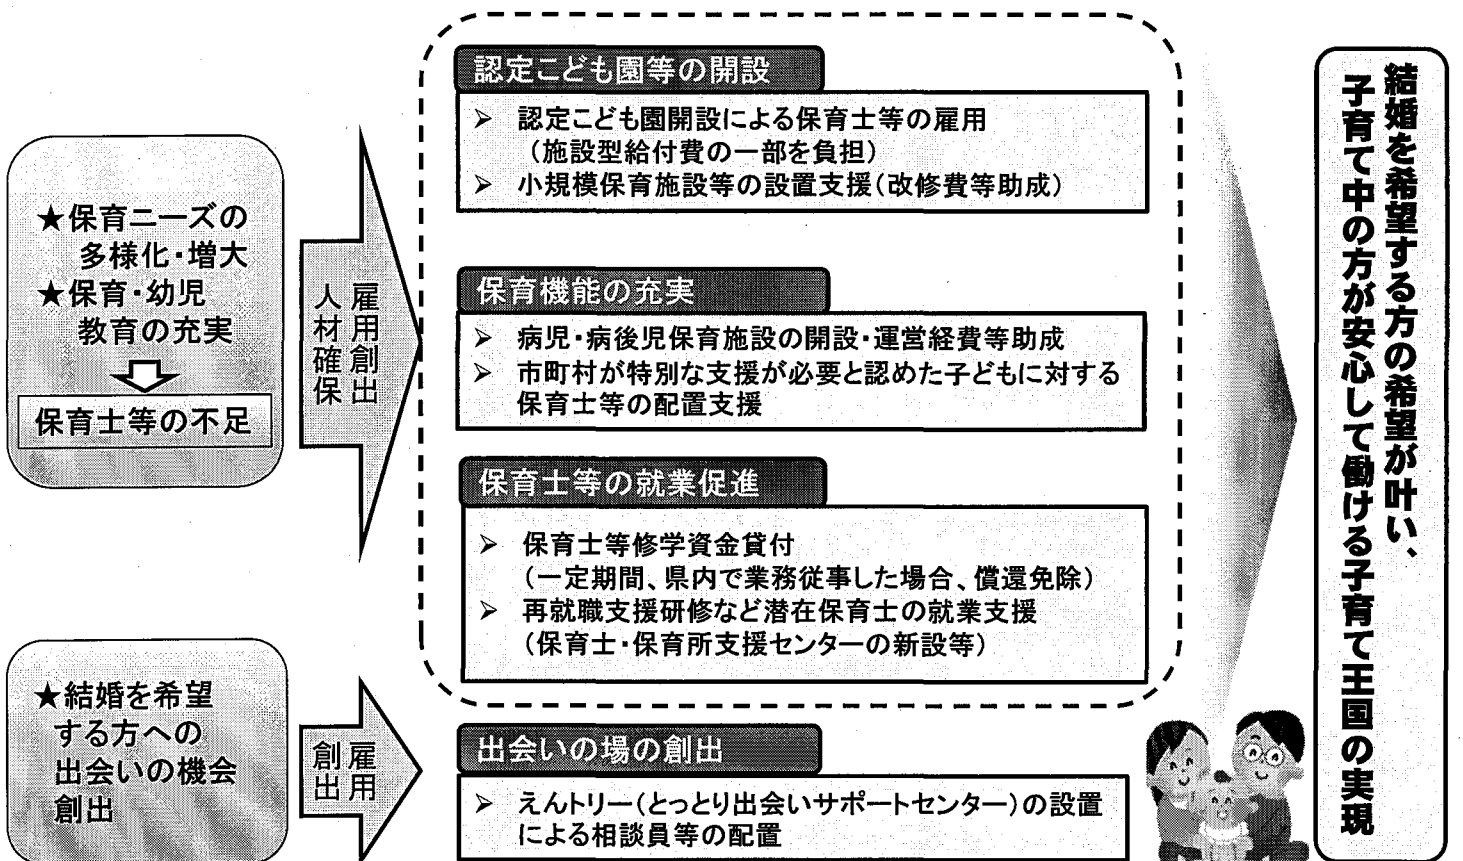 ★保育ニーズの
多様化・増大
★保育・幼児
教育の充実
保育士等の不足
雇用創出
人材確保
認定こども園等の開設
➢ 認定こども園開設による保育士等の雇用
（施設型給付費の一部を負担）
➢ 小規模保育施設等の設置支援（改修費等助成）
保育機能の充実
➢ 病児・病後児保育施設の開設・運営経費等助成
➢ 市町村が特別な支援が必要と認めた子どもに対する
保育士等の配置支援
保育士等の就業促進
➢ 保育士等修学資金貸付
（一定期間、県内で業務従事した場合、償還免除）
➢ 再就職支援研修など潜在保育士の就業支援
（保育士・保育所支援センターの新設等）
★結婚を希望
する方への
出会いの機会
創出
雇用
創出
出会いの場の創出
➢ えんトリー（とっとり出会いサポートセンター）の設置
による相談員等の配置
結婚を希望する方の希望が叶い、
子育て中の方が安心して働ける子育て王国の実現